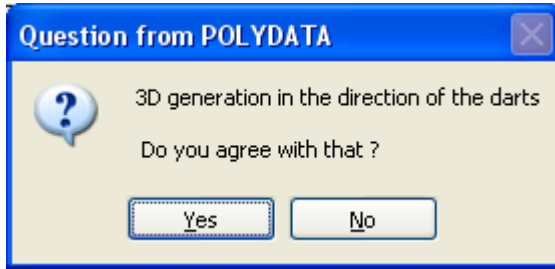 Question from POLYDATA
3D generation in the direction of the darts
Do you agree with that ?
Yes No